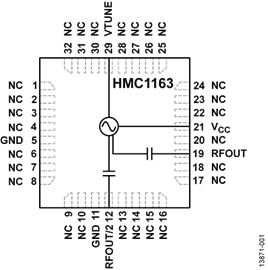 32 NC
31 NC
30 NC
29 VTUNE
28 NC
27 NC
26 NC
25 NC
HMC1163
NC 1
NC 2
NC 3
NC 4
GND 5
NC 6
NC 7
NC 8
24 NC
23 NC
22 NC
21 VCC
20 NC
19 RFOUT
18 NC
17 NC
NC 9
NC 10
GND 11
RFOUT/2 12
NC 13
NC 14
NC 15
NC 16
13871-001